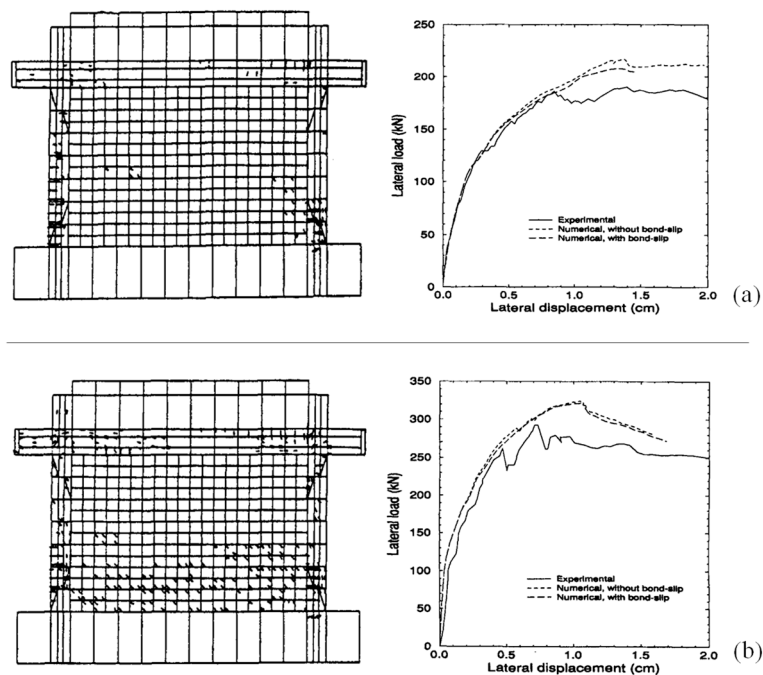 250
200
150
100
50
0
0.0 0.5 1.0 1.5 2.0
Lateral load (kN)
Lateral displacement (cm)
Experimental
Numerical, without bond-slip
Numerical, with bond-slip
(a)
350
300
250
200
150
100
50
0
0.0 0.5 1.0 1.5 2.0
Lateral load (kN)
Lateral displacement (cm)
Experimental
Numerical, without bond-slip
Numerical, with bond-slip
(b)